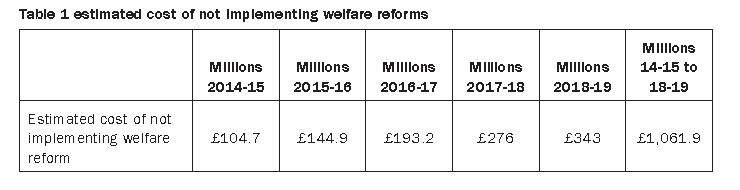 Table 1 estimated cost of not implementing welfare reforms
Millions 2014-15
Millions 2015-16
Millions 2016-17
Millions 2017-18
Millions 2018-19
Millions 14-15 to 18-19
Estimated cost of not
implementing welfare
reform
£104.7
£144.9
£193.2
£276
£343
£1,061.9